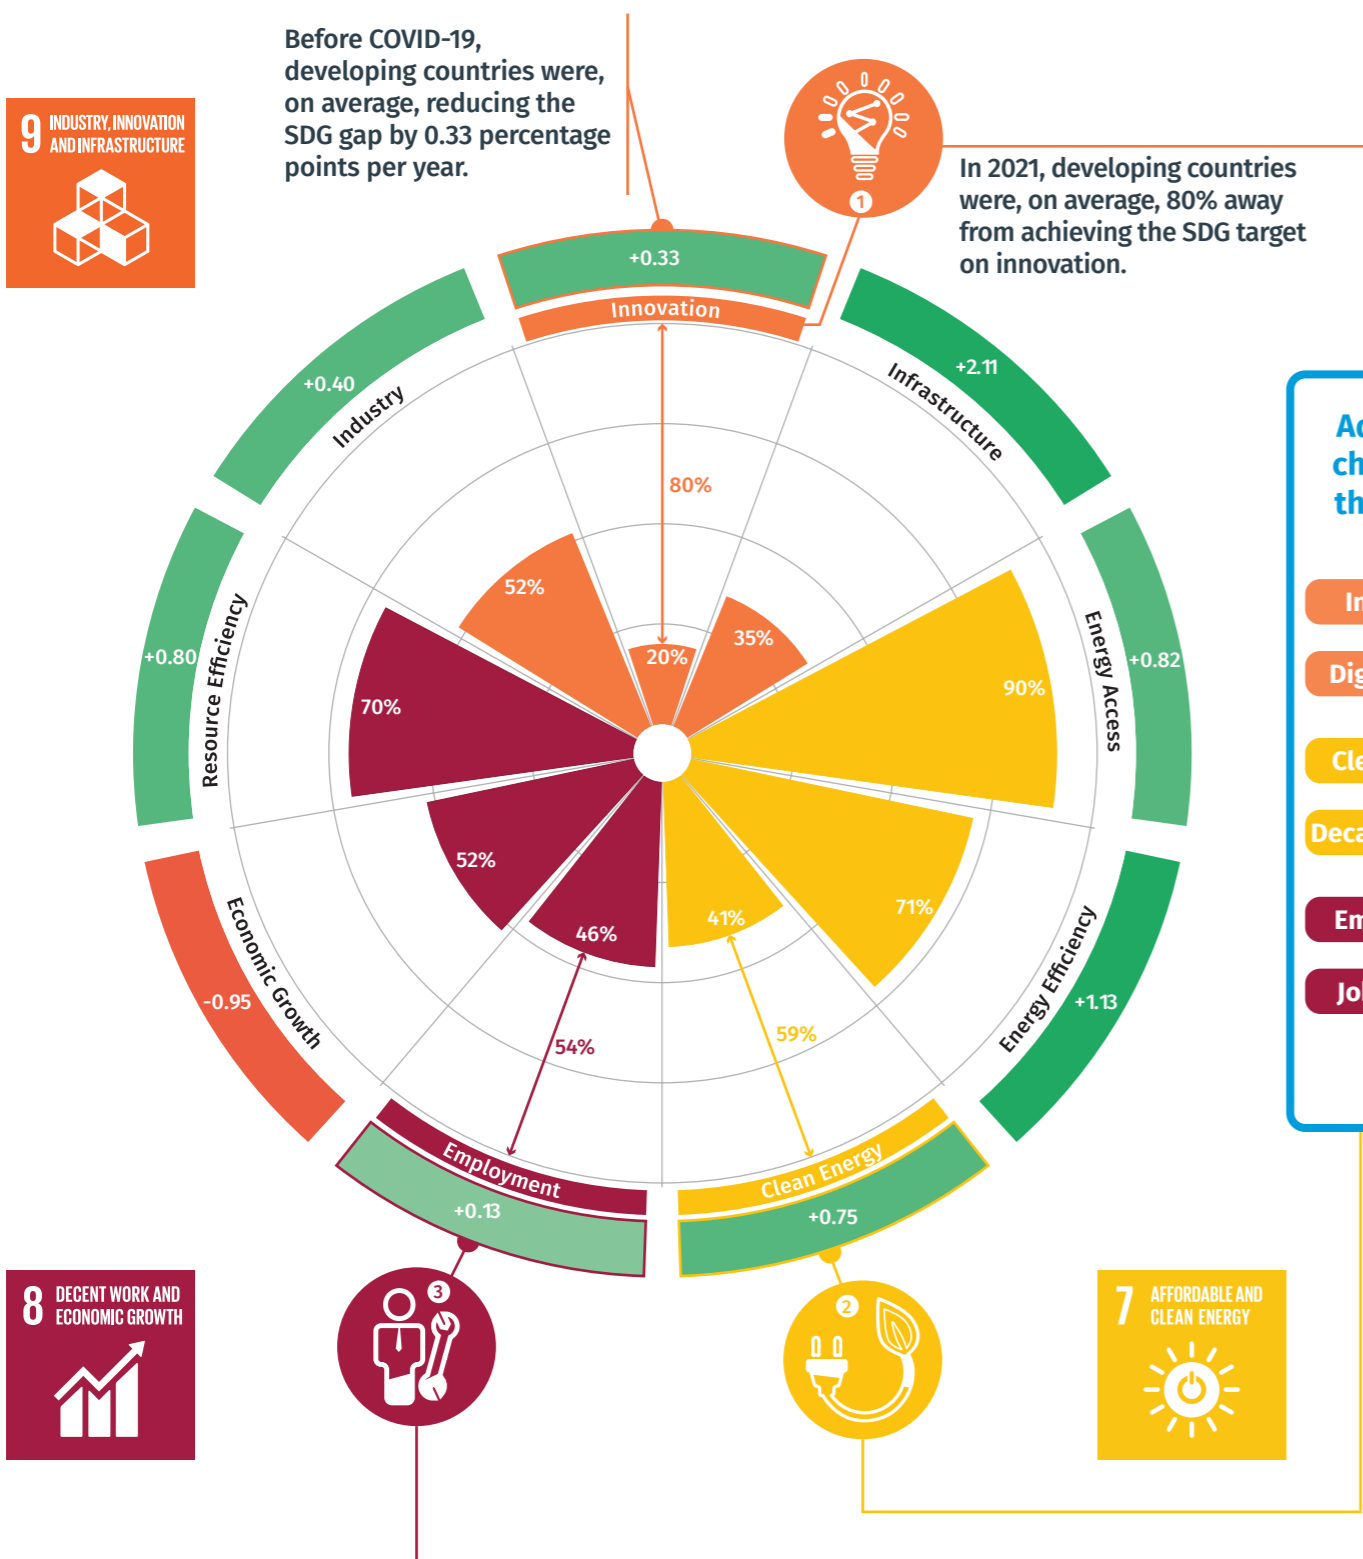 Before COVID-19,
developing countries were,
on average, reducing the
SDG gap by 0.33 percentage
points per year.
9 INDUSTRY, INNOVATION
AND INFRASTRUCTURE
1
In 2021, developing countries
were, on average, 80% away
from achieving the SDG target
on innovation.
+0.33
Innovation
+0.40
Industry
+2.11
Infrastructure
80%
52%
20%
35%
+0.80
Resource Efficiency
70%
90%
Energy Access
+0.82
52%
46%
41%
71%
-0.95
Economic Growth
54%
59%
Energy Efficiency
+1.13
Employment
+0.13
Clean Energy
+0.75
8 DECENT WORK AND
ECONOMIC GROWTH
3
2
7 AFFORDABLE AND
CLEAN ENERGY